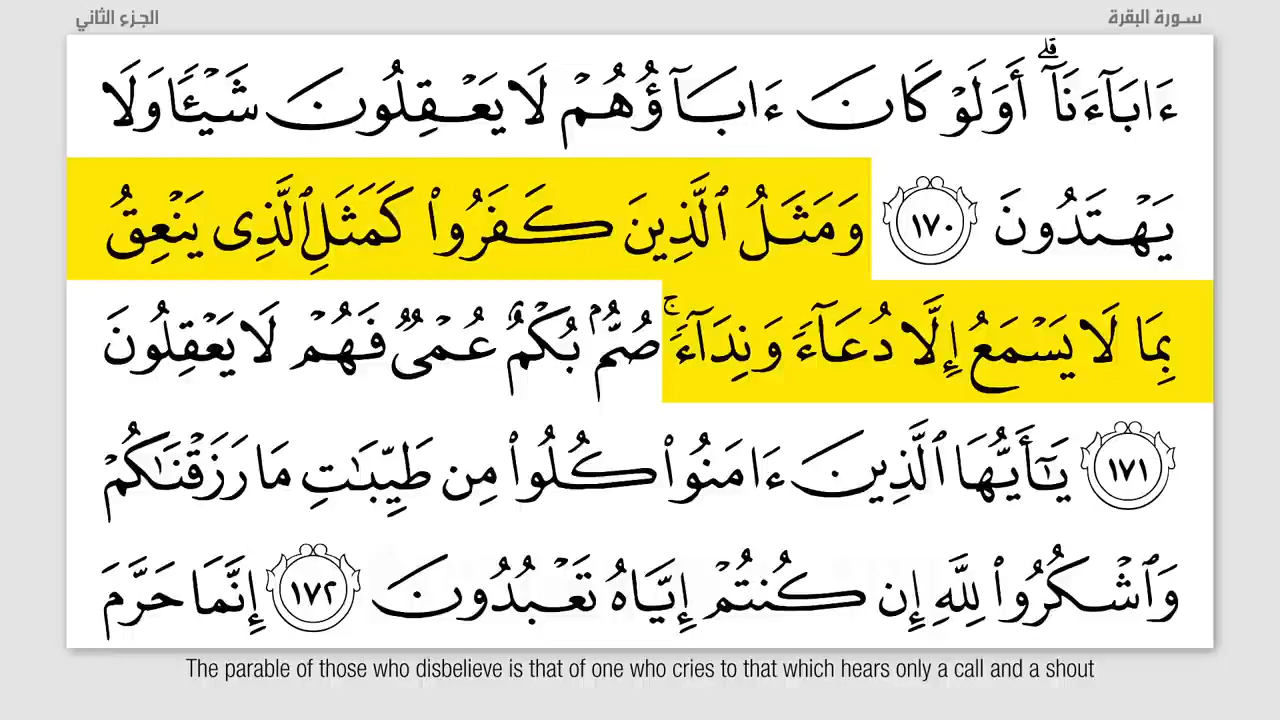 سورة البقرة
الجزء الثاني
ءَابَآءَنَآۗ أَوَلَوْ كَانَ ءَابَآؤُهُمْ لَا يَعْقِلُونَ شَيْـًٔا وَلَا
يَهْتَدُونَ ١٧٠ وَمَثَلُ ٱلَّذِينَ كَفَرُوا۟ كَمَثَلِ ٱلَّذِى يَنْعِقُ
بِمَا لَا يَسْمَعُ إِلَّا دُعَآءً وَنِدَآءً ۚ صُمٌّۢ بُكْمٌ عُمْىٌ فَهُمْ لَا يَعْقِلُونَ
١٧١ يَـٰٓأَيُّهَا ٱلَّذِينَ ءَامَنُوا۟ كُلُوا۟ مِن طَيِّبَـٰتِ مَا رَزَقْنَـٰكُمْ
وَٱشْكُرُوا۟ لِلَّهِ إِن كُنتُمْ إِيَّاهُ تَعْبُدُونَ ١٧٢ إِنَّمَا حَرَّمَ
The parable of those who disbelieve is that of one who cries to that which hears only a call and a shout